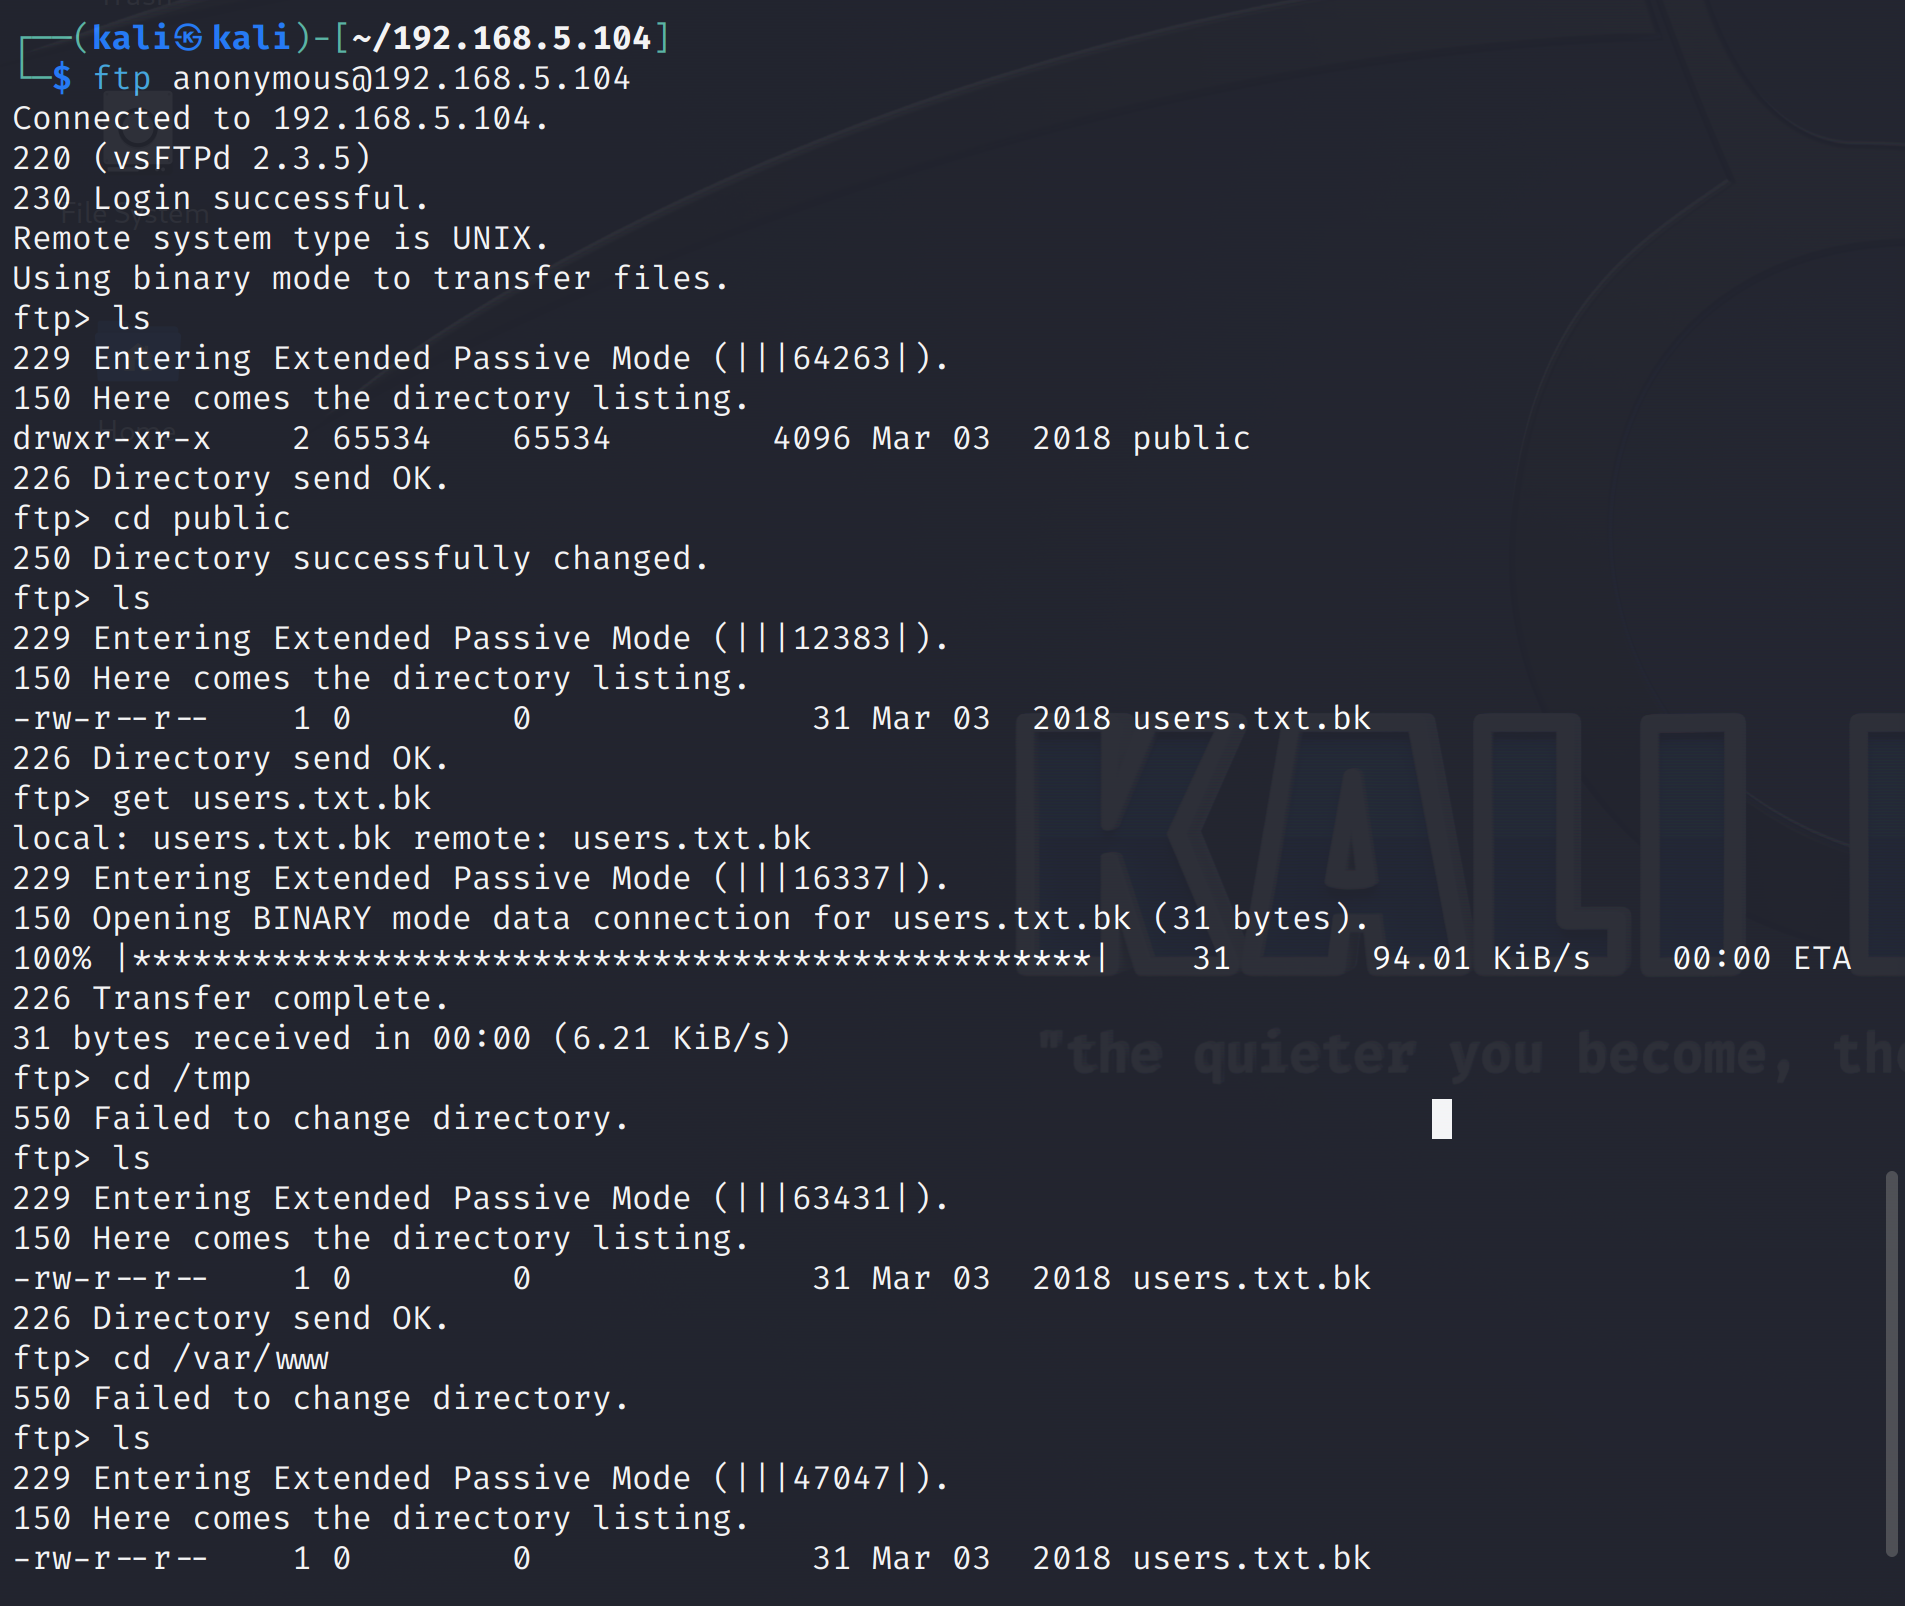 ┌──(kali㉿kali)-[~/192.168.5.104]
└─$ ftp anonymous@192.168.5.104
Connected to 192.168.5.104.
220 (vsFTPd 2.3.5)
230 Login successful.
Remote system type is UNIX.
Using binary mode to transfer files.
ftp> ls
229 Entering Extended Passive Mode (|||64263|).
150 Here comes the directory listing.
drwxr-xr-x    2 65534    65534        4096 Mar 03  2018 public
226 Directory send OK.
ftp> cd public
250 Directory successfully changed.
ftp> ls
229 Entering Extended Passive Mode (|||12383|).
150 Here comes the directory listing.
-rw-r--r--    1 0        0              31 Mar 03  2018 users.txt.bk
226 Directory send OK.
ftp> get users.txt.bk
local: users.txt.bk remote: users.txt.bk
229 Entering Extended Passive Mode (|||16337|).
150 Opening BINARY mode data connection for users.txt.bk (31 bytes).
100% |************************************************|    31       94.01 KiB/s    00:00 ETA
226 Transfer complete.
31 bytes received in 00:00 (6.21 KiB/s)
ftp> cd /tmp
550 Failed to change directory.
ftp> ls
229 Entering Extended Passive Mode (|||63431|).
150 Here comes the directory listing.
-rw-r--r--    1 0        0              31 Mar 03  2018 users.txt.bk
226 Directory send OK.
ftp> cd /var/www
550 Failed to change directory.
ftp> ls
229 Entering Extended Passive Mode (|||47047|).
150 Here comes the directory listing.
-rw-r--r--    1 0        0              31 Mar 03  2018 users.txt.bk
Trash
File System
Home
KALI
"the quieter you become, the